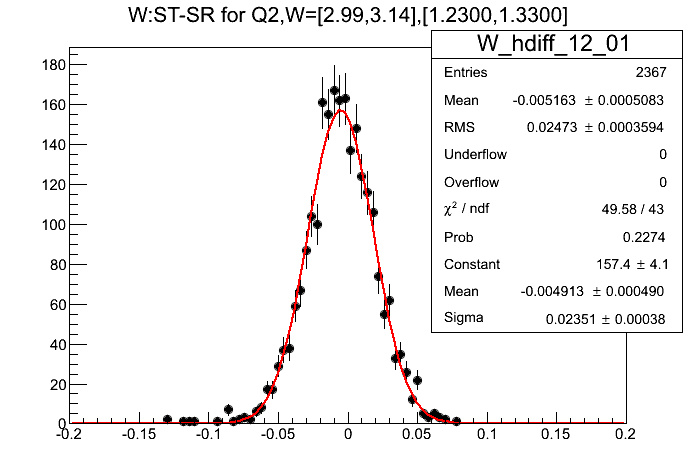 W:ST-SR for Q2,W=[2.99,3.14],[1.2300,1.3300]
W_hdiff_12_01
Entries 2367
Mean -0.005163 ± 0.0005083
RMS 0.02473 ± 0.0003594
Underflow 0
Overflow 0
χ² / ndf 49.58 / 43
Prob 0.2274
Constant 157.4 ± 4.1
Mean -0.004913 ± 0.000490
Sigma 0.02351 ± 0.00038
180
160
140
120
100
80
60
40
20
0
-0.2 -0.15 -0.1 -0.05 0 0.05 0.1 0.15 0.2